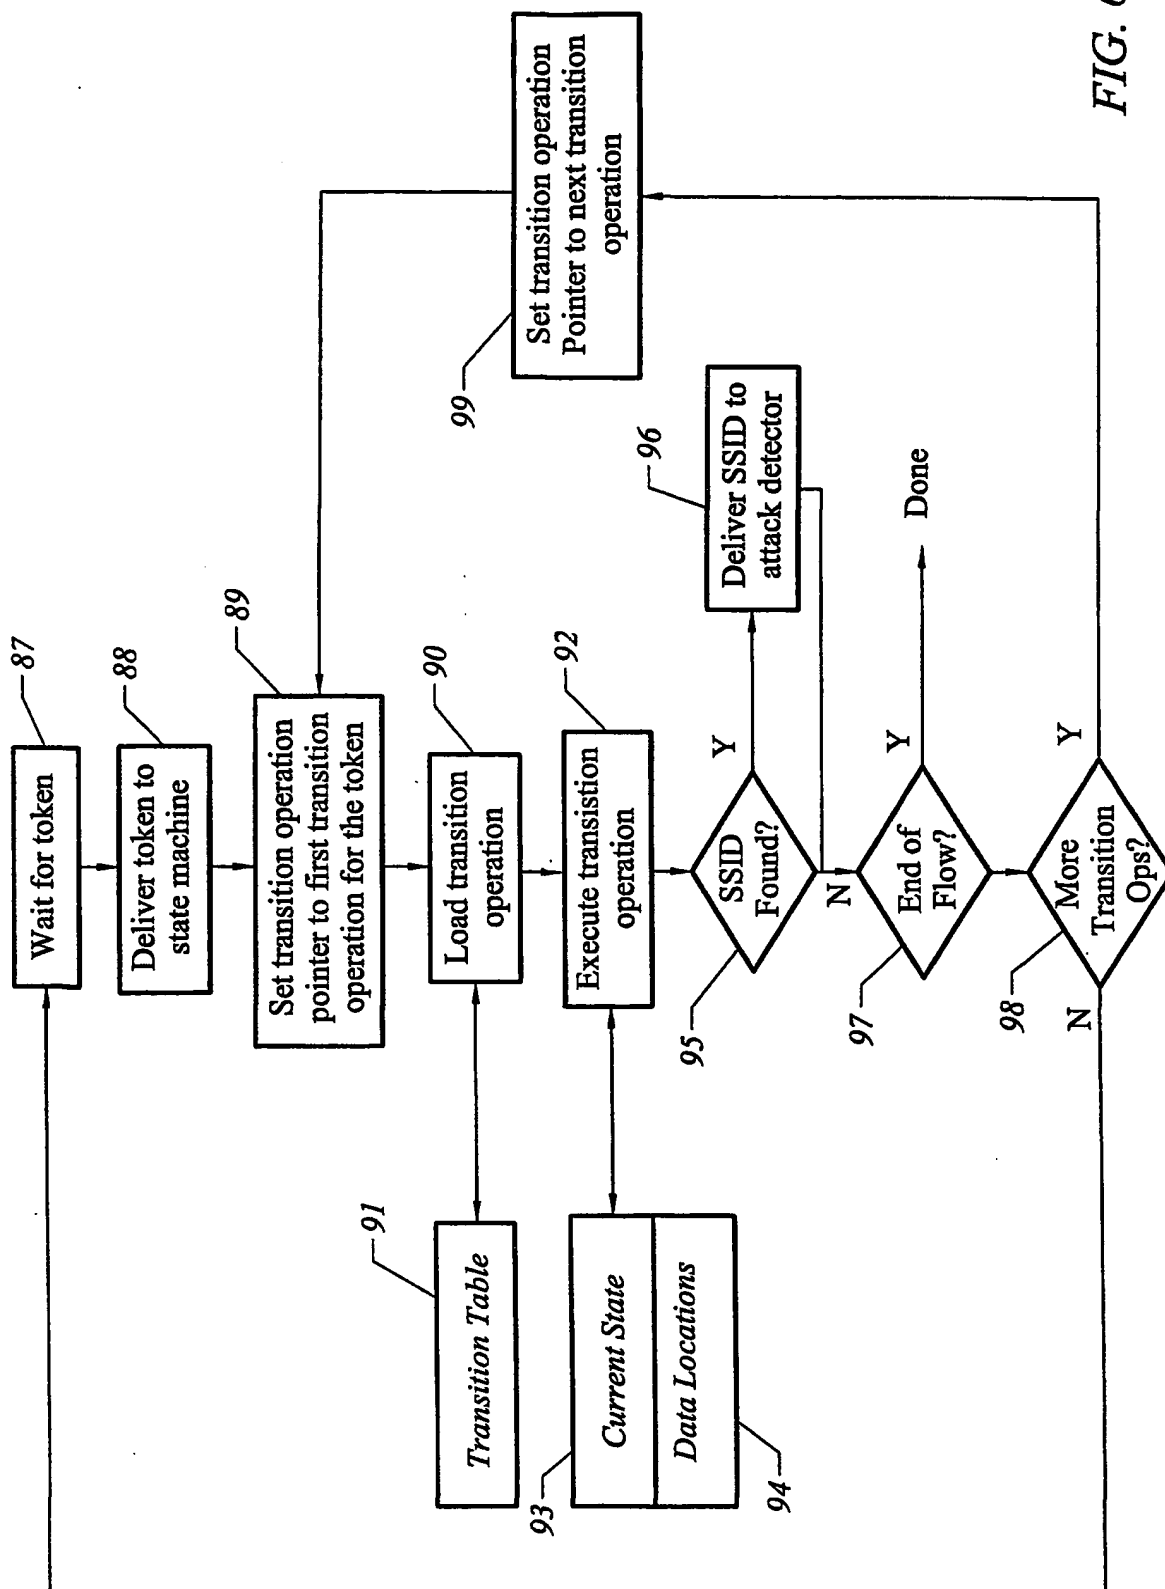 87
Wait for token
88
Deliver token to
state machine
89
Set transition operation
pointer to first transition
operation for the token
90
Load transition
operation
91
Transition Table
92
Execute transistion
operation
93
Current State
Data Locations
94
95
SSID
Found?
Y
N
96
Deliver SSID to
attack detector
97
End of
Flow?
Y
Done
98
More
Transition
Ops?
Y
N
99
Set transition operation
Pointer to next transition
operation
FIG.